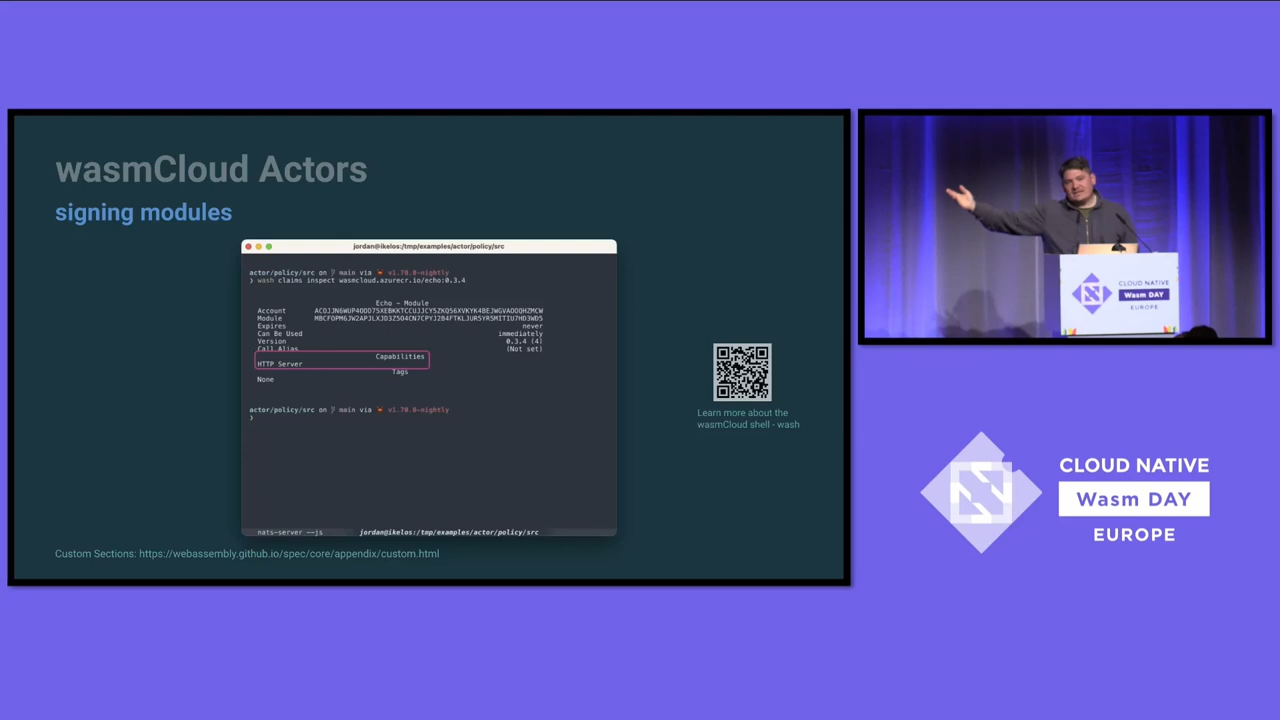 wasmCloud Actors
signing modules
jordan@ikelos:/tmp/examples/actor/policy/src
actor/policy/src on main via v1.70.0-nightly
❯ wash claims inspect wasmcloud.azurecr.io/echo:0.3.4
Echo - Module
Account
Module
Expires never
Can Be Used immediately
Version 0.3.4 (4)
Call Alias (Not set)
Capabilities
HTTP Server
Tags
None
actor/policy/src on main via v1.70.0-nightly
❯
nats-server --js jordan@ikelos:/tmp/examples/actor/policy/src
Learn more about the
wasmCloud shell - wash
Custom Sections: https://webassembly.github.io/spec/core/appendix/custom.html
CLOUD NATIVE
Wasm DAY
EUROPE
CLOUD NATIVE
Wasm DAY
EUROPE